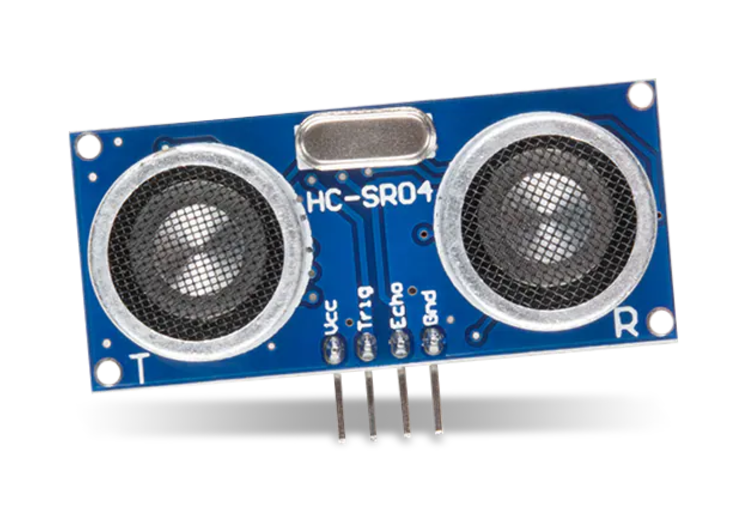 HC-SR04
Vcc
Trig
Echo
Gnd
T
R